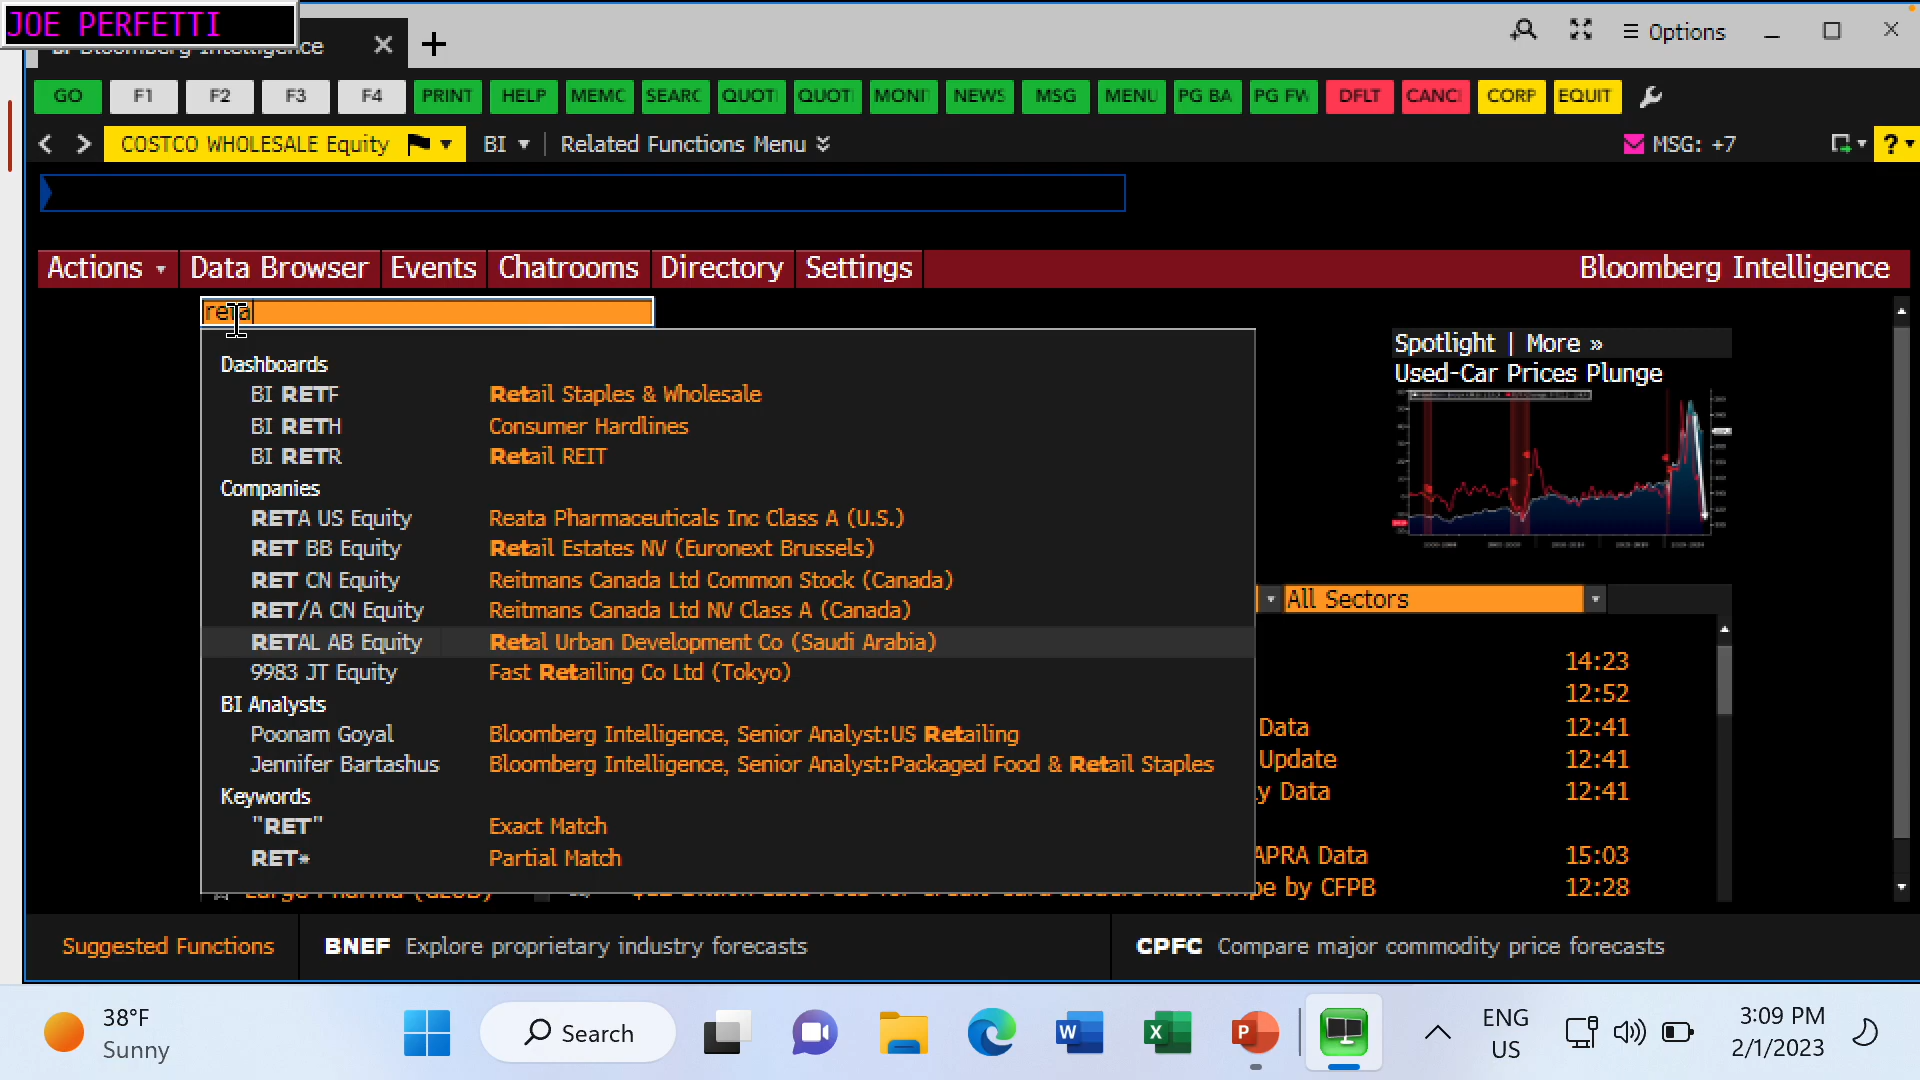 JOE PERFETTI
BI Bloomberg Intelligence
Options
GO F1 F2 F3 F4 PRINT HELP MEMO SEARC QUOT QUOT MONI NEWS MSG MENU PG BA PG FW DFLT CANC CORP EQUIT
COSTCO WHOLESALE Equity BI Related Functions Menu MSG: +7 ?
Actions Data Browser Events Chatrooms Directory Settings Bloomberg Intelligence
reta
Spotlight | More »
Used-Car Prices Plunge
Dashboards
BI RETF Retail Staples & Wholesale
BI RETH Consumer Hardlines
BI RETR Retail REIT
Companies
RETA US Equity Reata Pharmaceuticals Inc Class A (U.S.)
RET BB Equity Retail Estates NV (Euronext Brussels)
RET CN Equity Reitmans Canada Ltd Common Stock (Canada)
RET/A CN Equity Reitmans Canada Ltd NV Class A (Canada)
RETAL AB Equity Retal Urban Development Co (Saudi Arabia)
9983 JT Equity Fast Retailing Co Ltd (Tokyo)
BI Analysts
Poonam Goyal Bloomberg Intelligence, Senior Analyst:US Retailing
Jennifer Bartashus Bloomberg Intelligence, Senior Analyst:Packaged Food & Retail Staples
Keywords
"RET" Exact Match
RET* Partial Match
All Sectors
14:23
12:52
Data 12:41
Update 12:41
y Data 12:41
APRA Data 15:03
pe by CFPB 12:28
Suggested Functions BNEF Explore proprietary industry forecasts CPFC Compare major commodity price forecasts
38°F
Sunny
Search
ENG
US
3:09 PM
2/1/2023